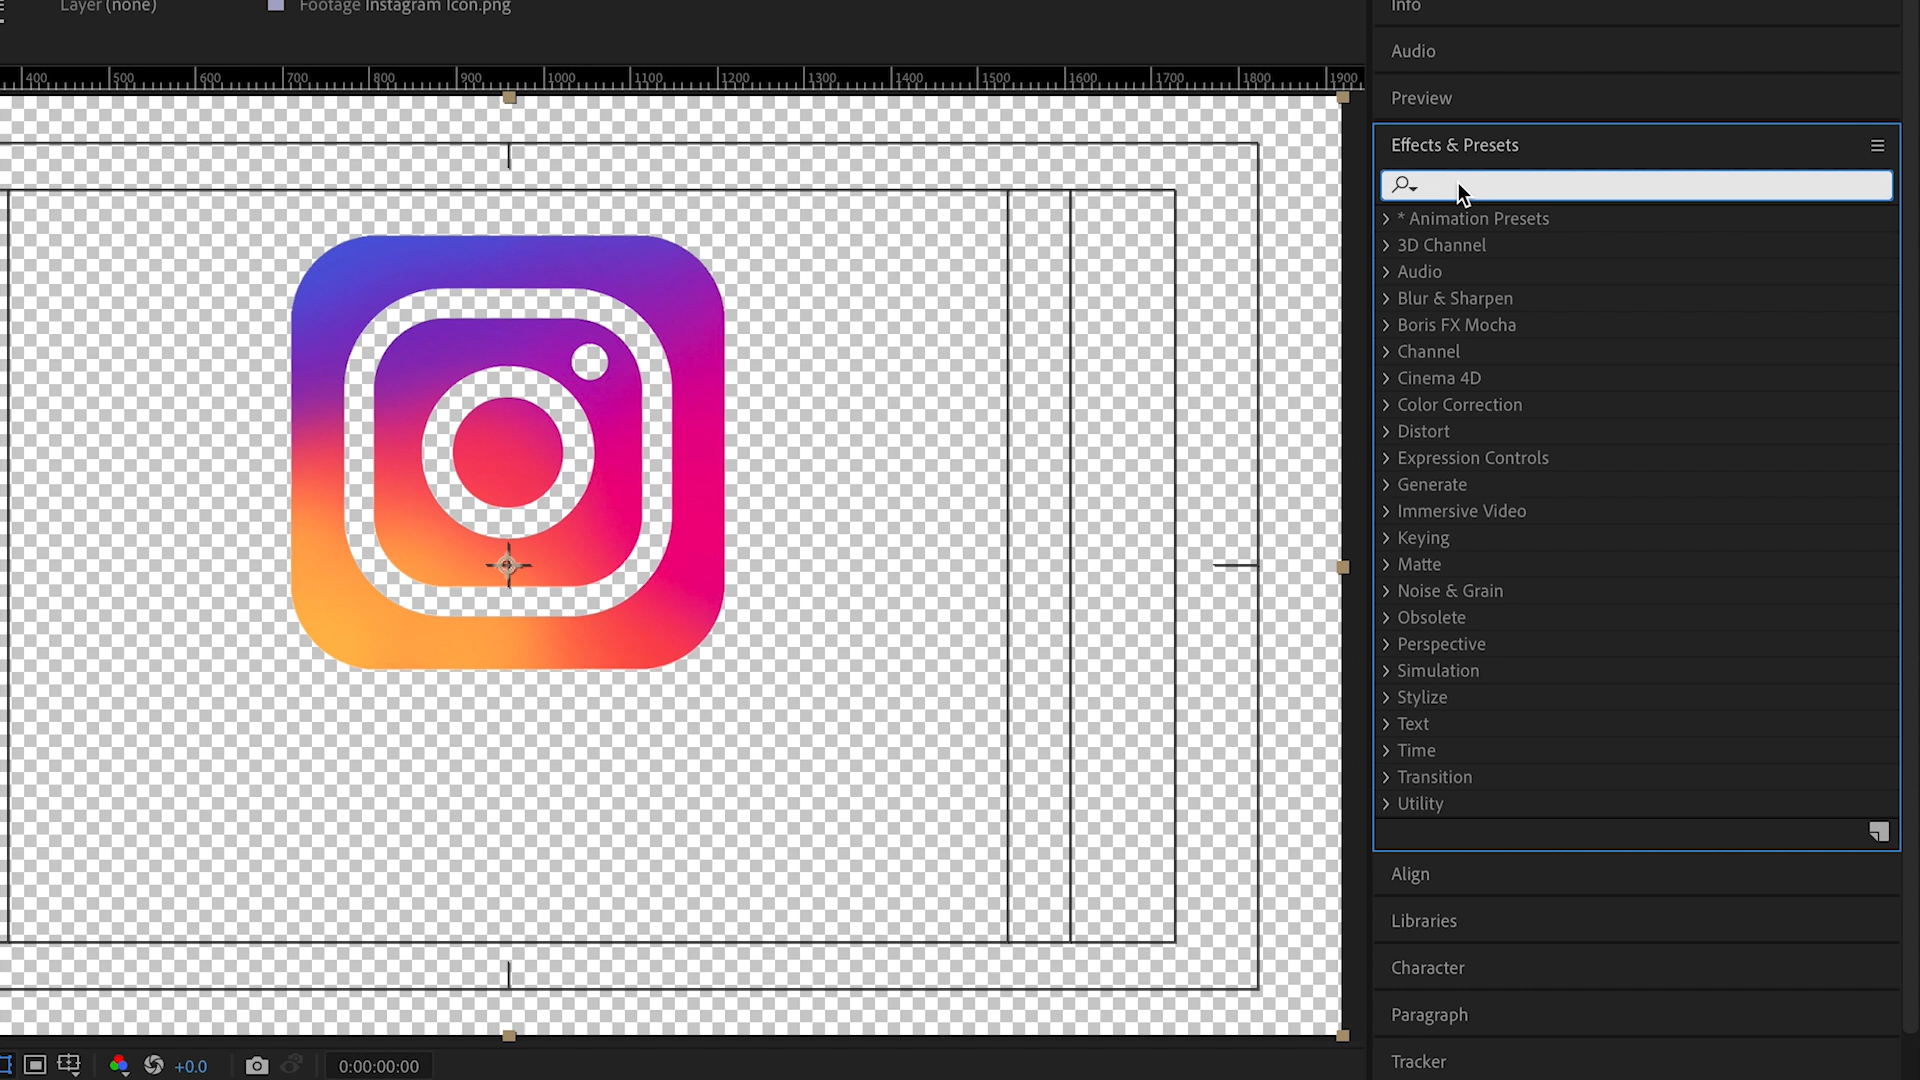 Layer (none)
Footage Instagram Icon.png
400 500 600 700 800 900 1000 1100 1200 1300 1400 1500 1600 1700 1800 1900
+0.0
0:00:00:00
Info
Audio
Preview
Effects & Presets
* Animation Presets
3D Channel
Audio
Blur & Sharpen
Boris FX Mocha
Channel
Cinema 4D
Color Correction
Distort
Expression Controls
Generate
Immersive Video
Keying
Matte
Noise & Grain
Obsolete
Perspective
Simulation
Stylize
Text
Time
Transition
Utility
Align
Libraries
Character
Paragraph
Tracker